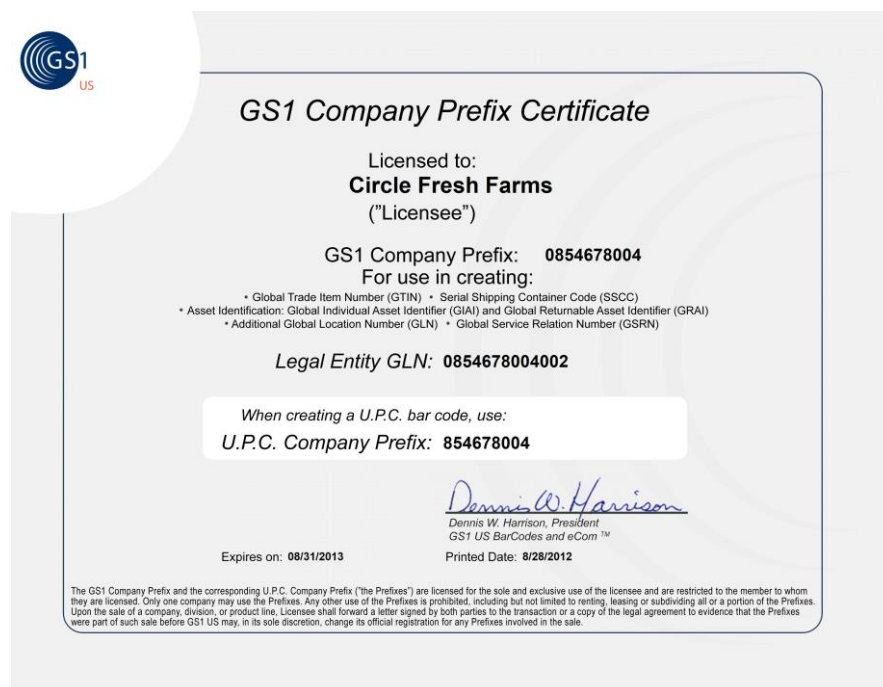 GS1
US
GS1 Company Prefix Certificate
Licensed to:
Circle Fresh Farms
("Licensee")
GS1 Company Prefix: 0854678004
For use in creating:
• Global Trade Item Number (GTIN) • Serial Shipping Container Code (SSCC)
• Asset Identification: Global Individual Asset Identifier (GIAI) and Global Returnable Asset Identifier (GRAI)
• Additional Global Location Number (GLN) • Global Service Relation Number (GSRN)
Legal Entity GLN: 0854678004002
When creating a U.P.C. bar code, use:
U.P.C. Company Prefix: 854678004
Dennis W. Harrison
Dennis W. Harrison, President
GS1 US BarCodes and eCom ™
Expires on: 08/31/2013 Printed Date: 8/28/2012
The GS1 Company Prefix and the corresponding U.P.C. Company Prefix ("the Prefixes") are licensed for the sole and exclusive use of the licensee and are restricted to the member to whom
they are licensed. Only one company may use the Prefixes. Any other use of the Prefixes is prohibited, including but not limited to renting, leasing or subdividing all or a portion of the Prefixes.
Upon the sale of a company, division, or product line, Licensee shall forward a letter signed by both parties to the transaction or a copy of the legal agreement to evidence that the Prefixes
were part of such sale before GS1 US may, in its sole discretion, change its official registration for any Prefixes involved in the sale.